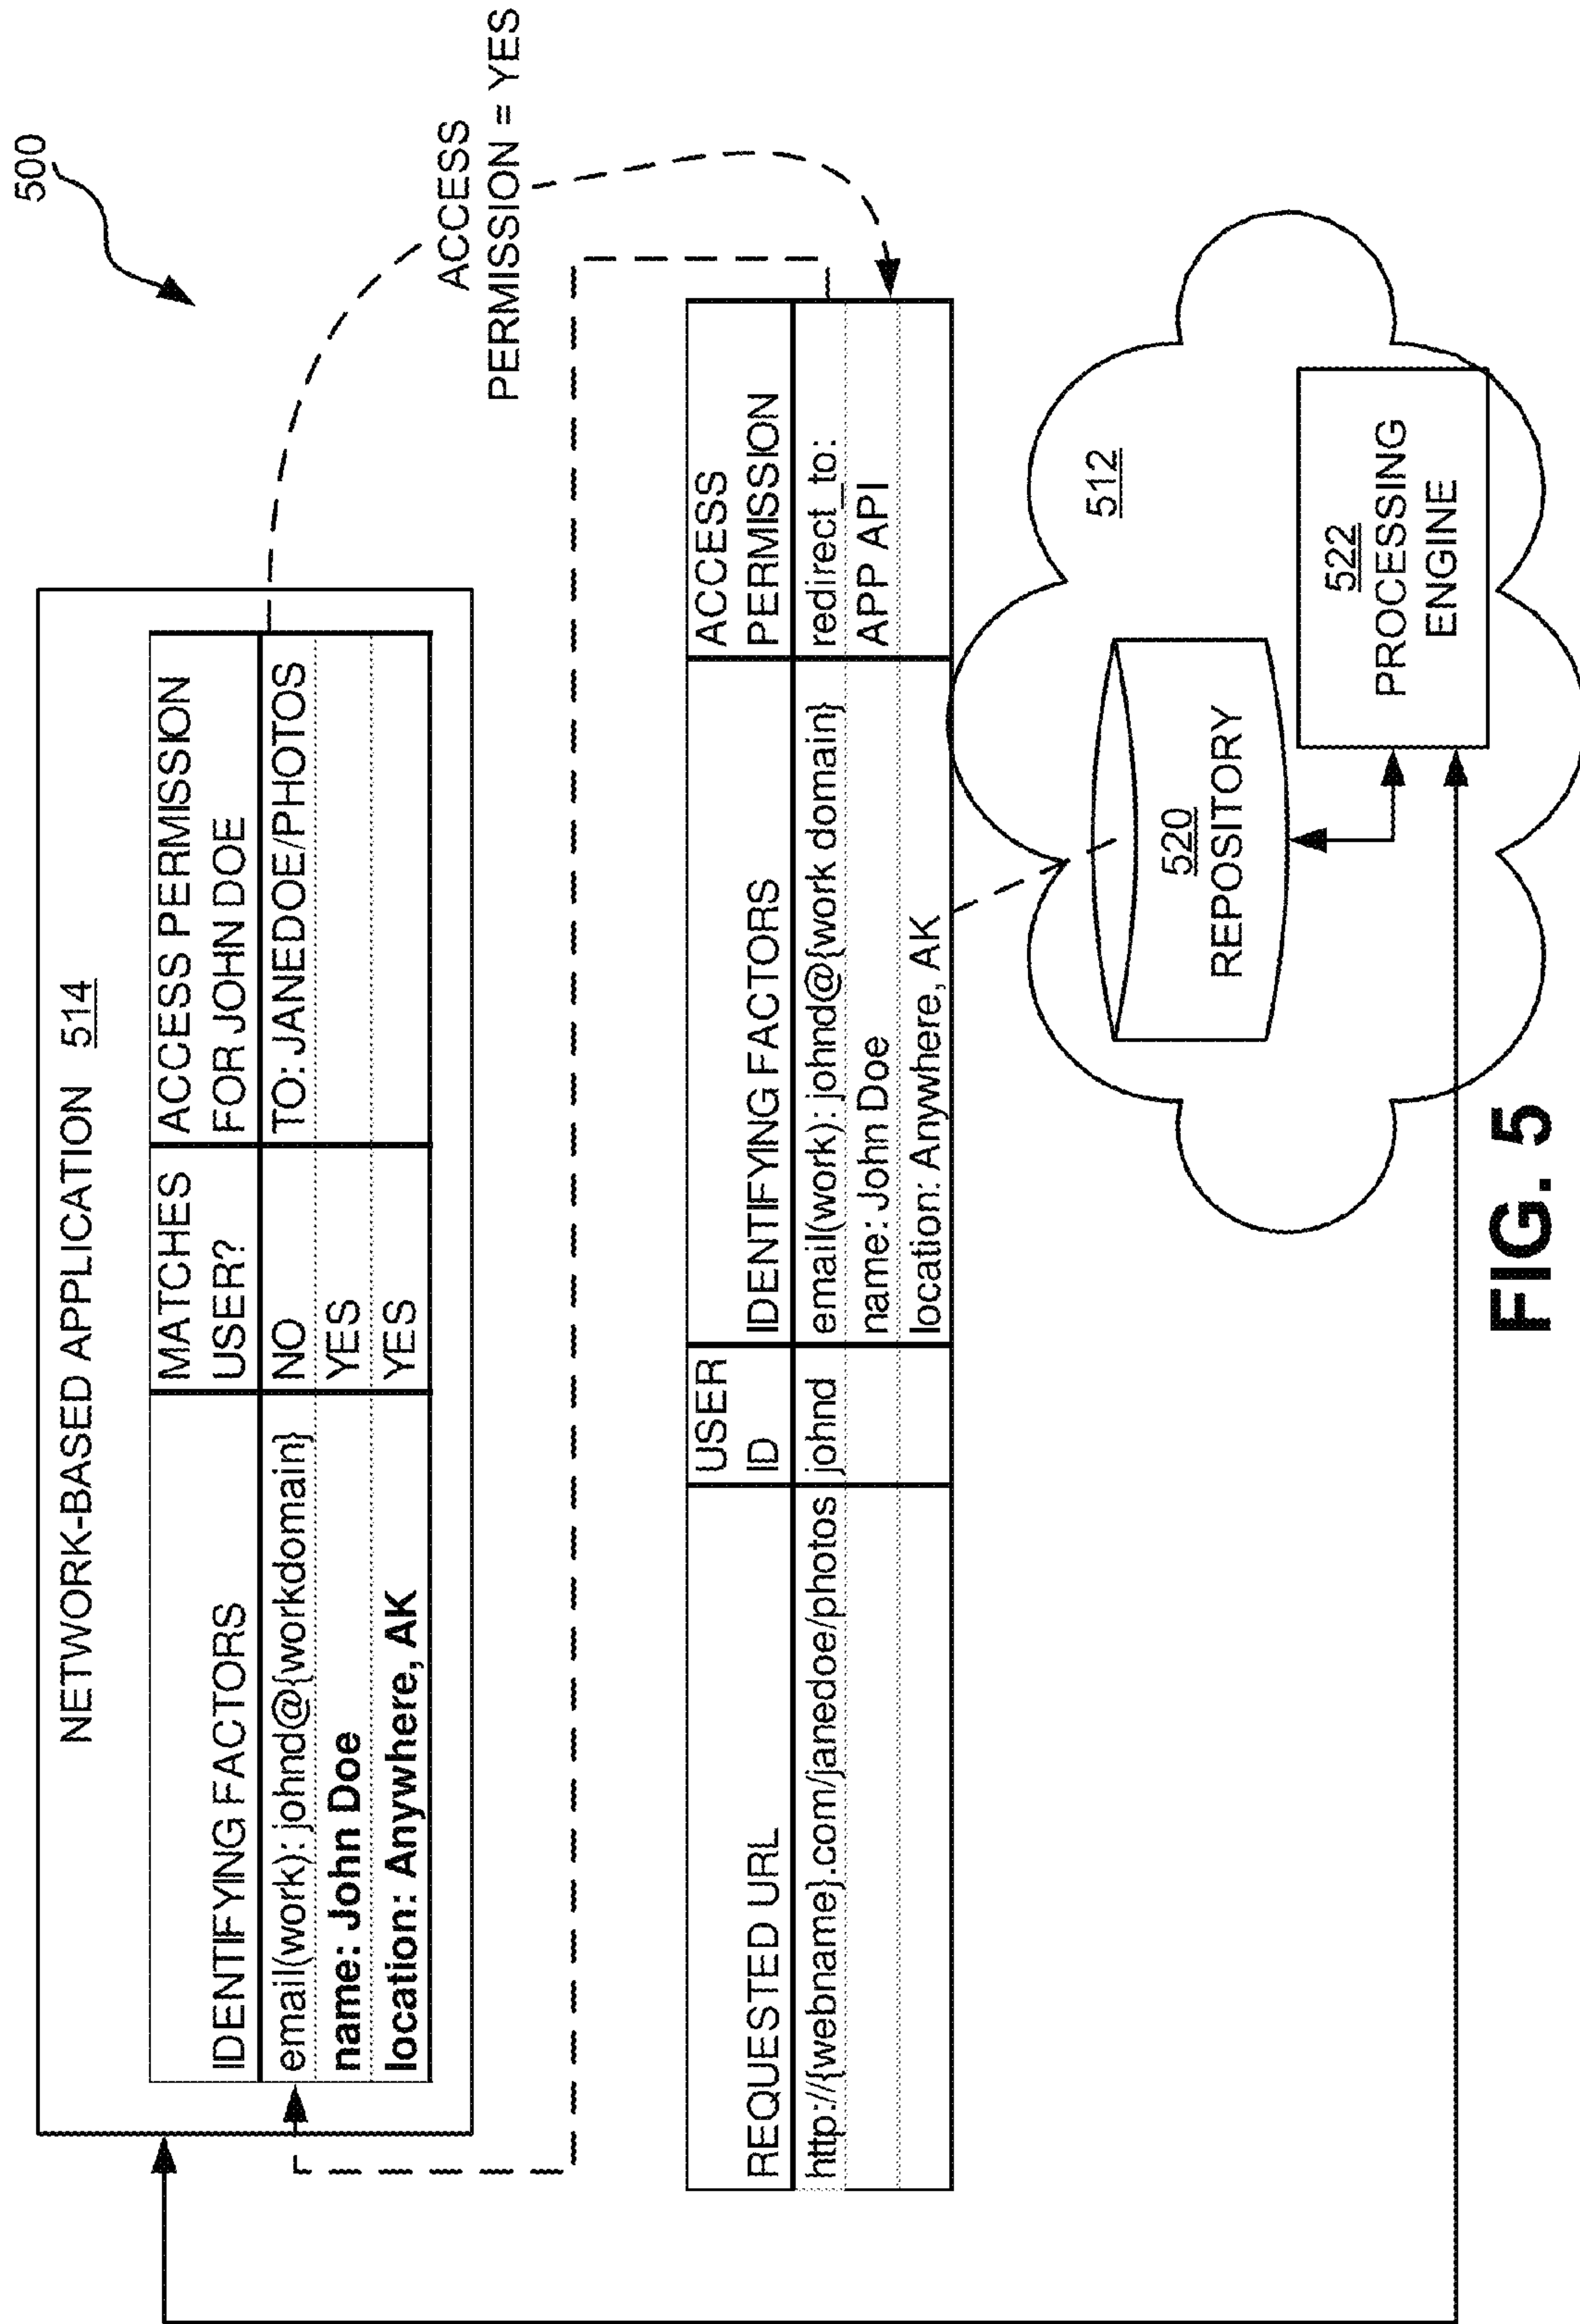 500
NETWORK-BASED APPLICATION 514
IDENTIFYING FACTORS
MATCHES
USER?
ACCESS PERMISSION
FOR JOHN DOE
email(work): johnd@{workdomain}
NO
TO: JANEDOE/PHOTOS
name: John Doe
YES
location: Anywhere, AK
YES
ACCESS
PERMISSION = YES
REQUESTED URL
USER
ID
IDENTIFYING FACTORS
ACCESS
PERMISSION
http://{webname}.com/janedoe/photos
johnd
email(work): johnd@{work domain}
redirect_to:
name: John Doe
APP API
location: Anywhere, AK
512
520
REPOSITORY
522
PROCESSING
ENGINE
FIG. 5